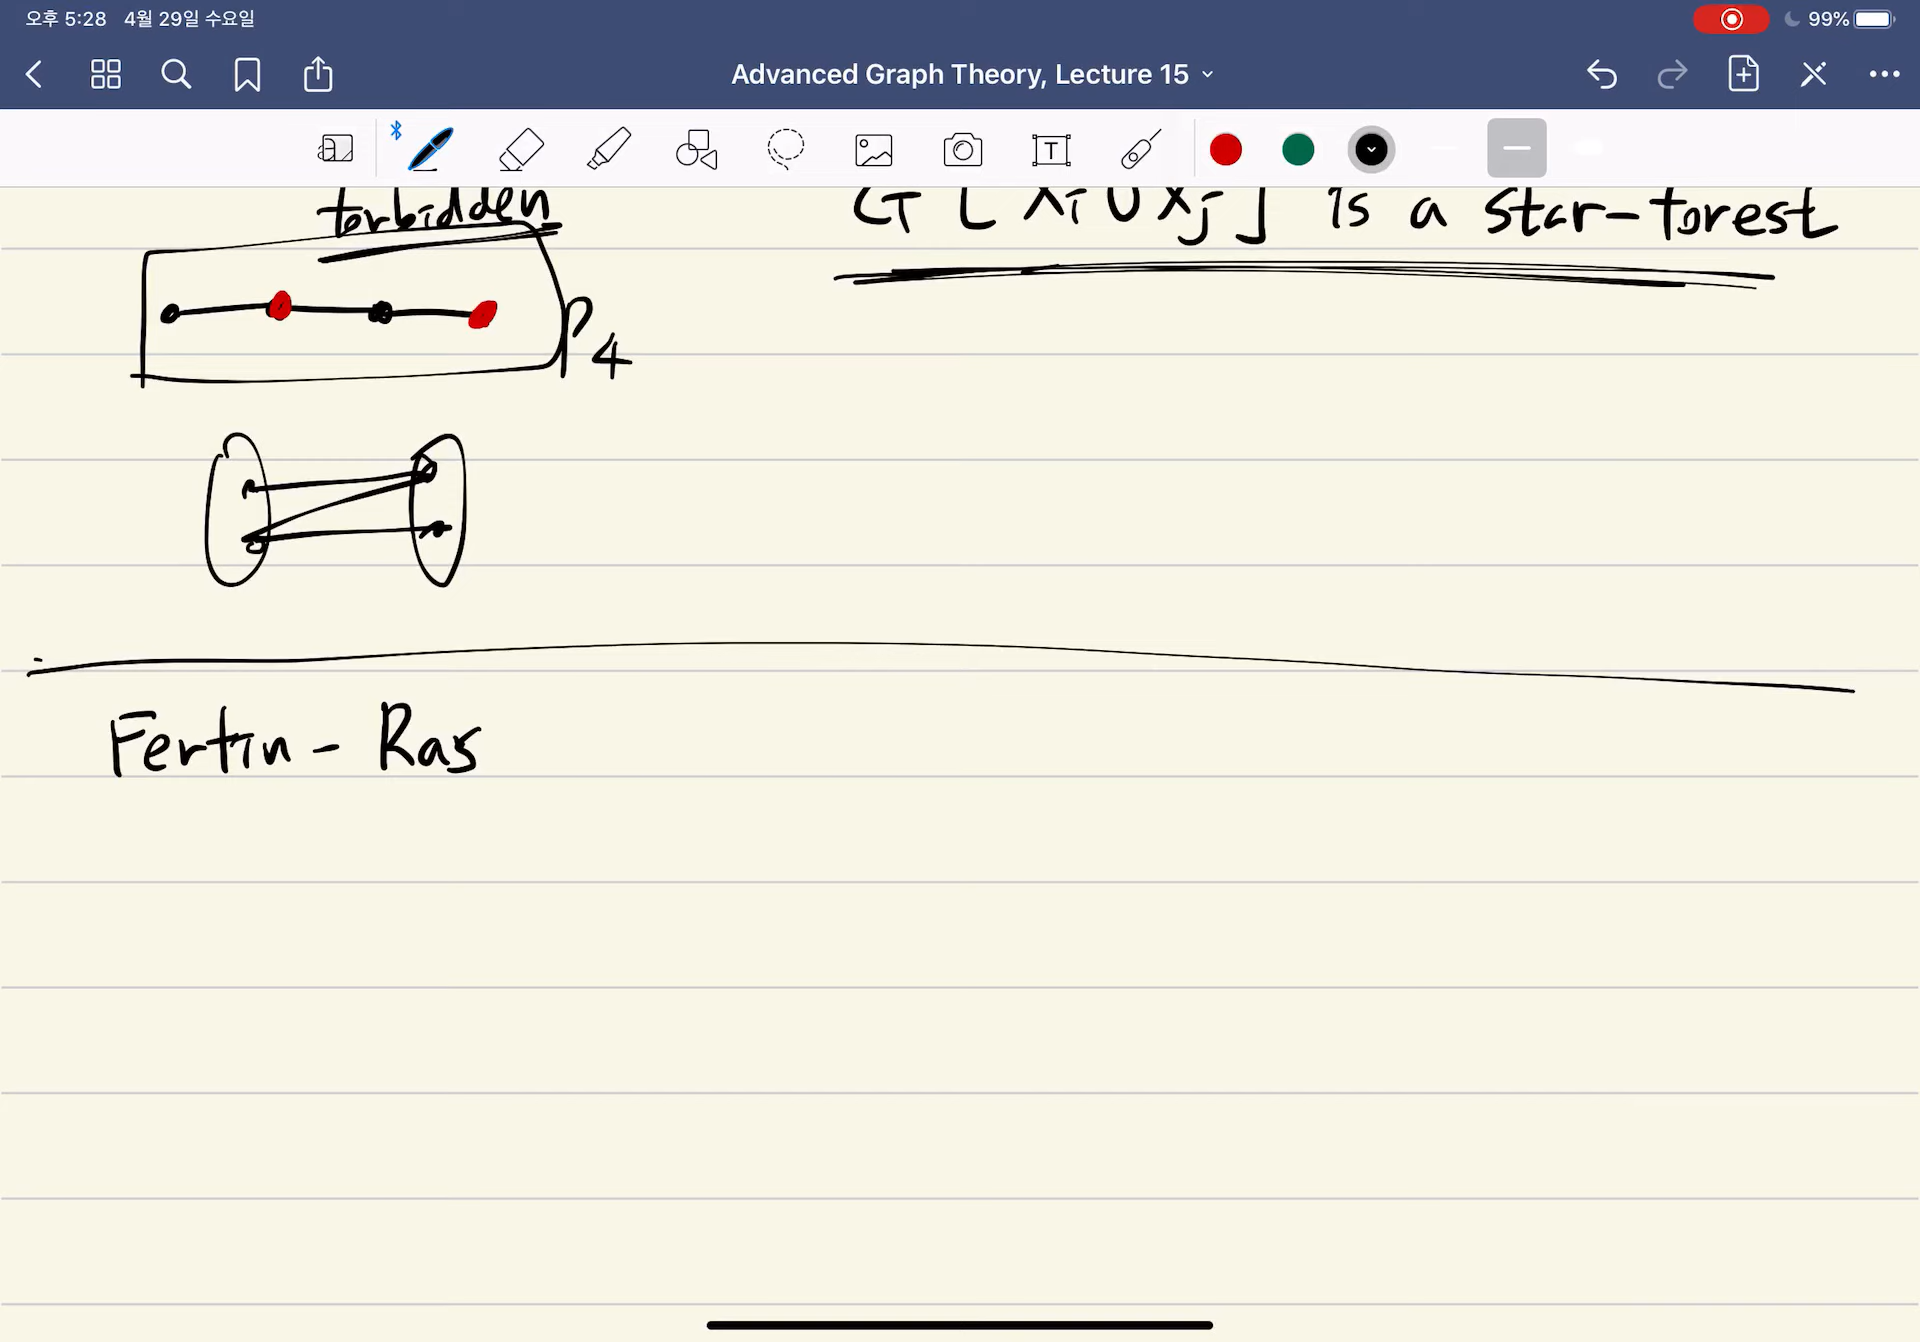 오후 5:28 4월 29일 수요일
99%
Advanced Graph Theory, Lecture 15
forbidden
G [ Xi ∪ Xj ] is a star-forest
P4
Fertin - Ras